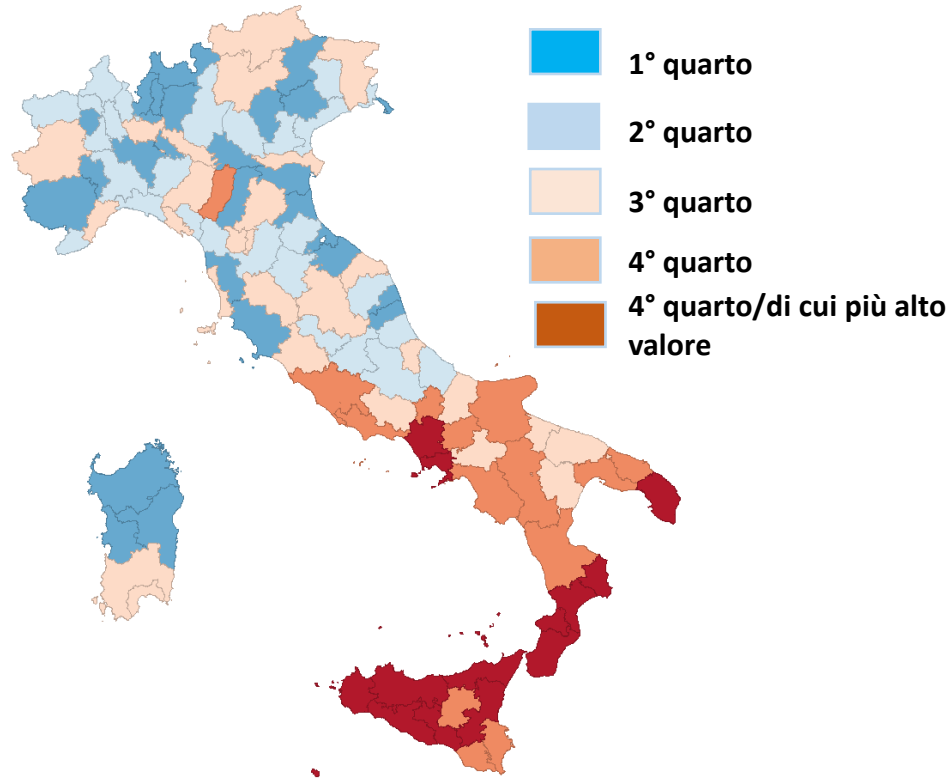 1° quarto
2° quarto
3° quarto
4° quarto
4° quarto/di cui più alto
valore